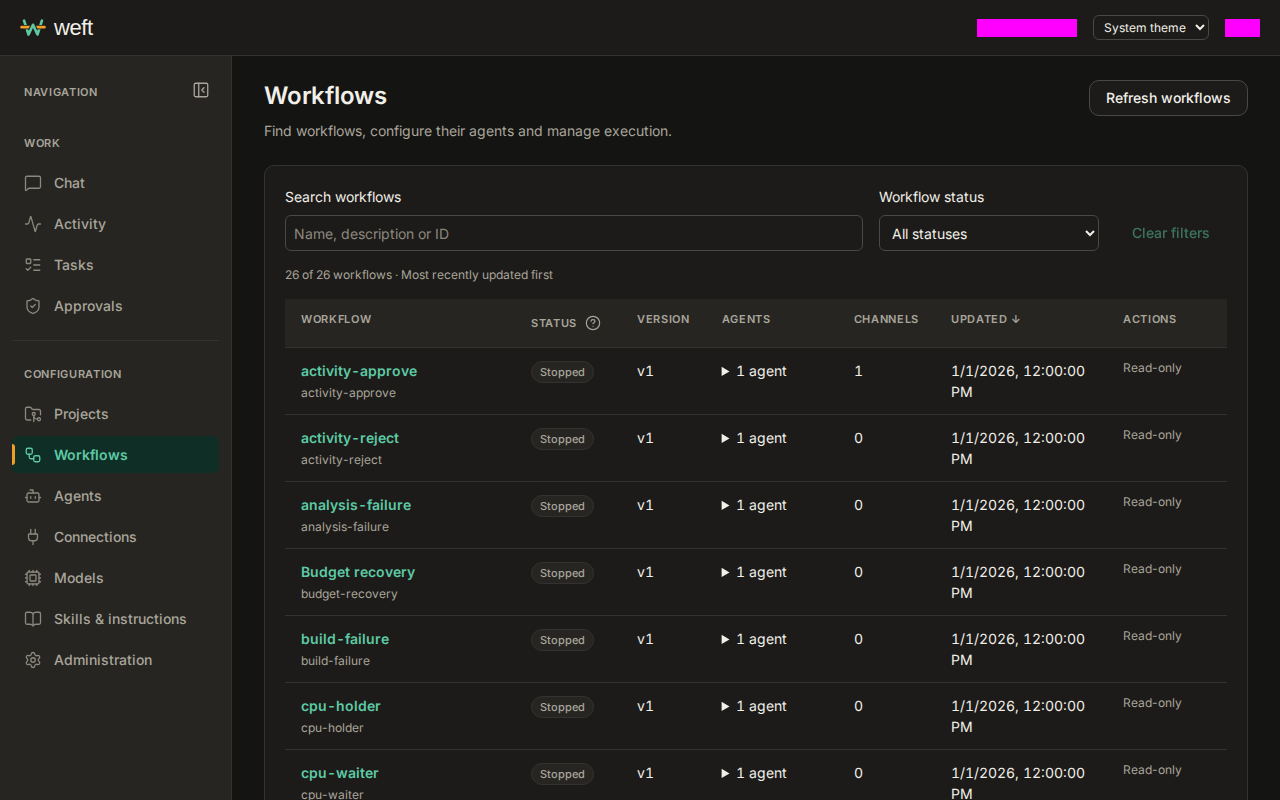 weft
System theme
NAVIGATION
WORK
Chat
Activity
Tasks
Approvals
CONFIGURATION
Projects
Workflows
Agents
Connections
Models
Skills & instructions
Administration
Workflows
Refresh workflows
Find workflows, configure their agents and manage execution.
Search workflows
Workflow status
Name, description or ID
All statuses
Clear filters
26 of 26 workflows · Most recently updated first
WORKFLOW STATUS ? VERSION AGENTS CHANNELS UPDATED ↓ ACTIONS
activity-approve Stopped v1 ▶ 1 agent 1 1/1/2026, 12:00:00 Read-only
activity-approve PM
activity-reject Stopped v1 ▶ 1 agent 0 1/1/2026, 12:00:00 Read-only
activity-reject PM
analysis-failure Stopped v1 ▶ 1 agent 0 1/1/2026, 12:00:00 Read-only
analysis-failure PM
Budget recovery Stopped v1 ▶ 1 agent 0 1/1/2026, 12:00:00 Read-only
budget-recovery PM
build-failure Stopped v1 ▶ 1 agent 0 1/1/2026, 12:00:00 Read-only
build-failure PM
cpu-holder Stopped v1 ▶ 1 agent 0 1/1/2026, 12:00:00 Read-only
cpu-holder PM
cpu-waiter Stopped v1 ▶ 1 agent 0 1/1/2026, 12:00:00 Read-only
cpu-waiter PM